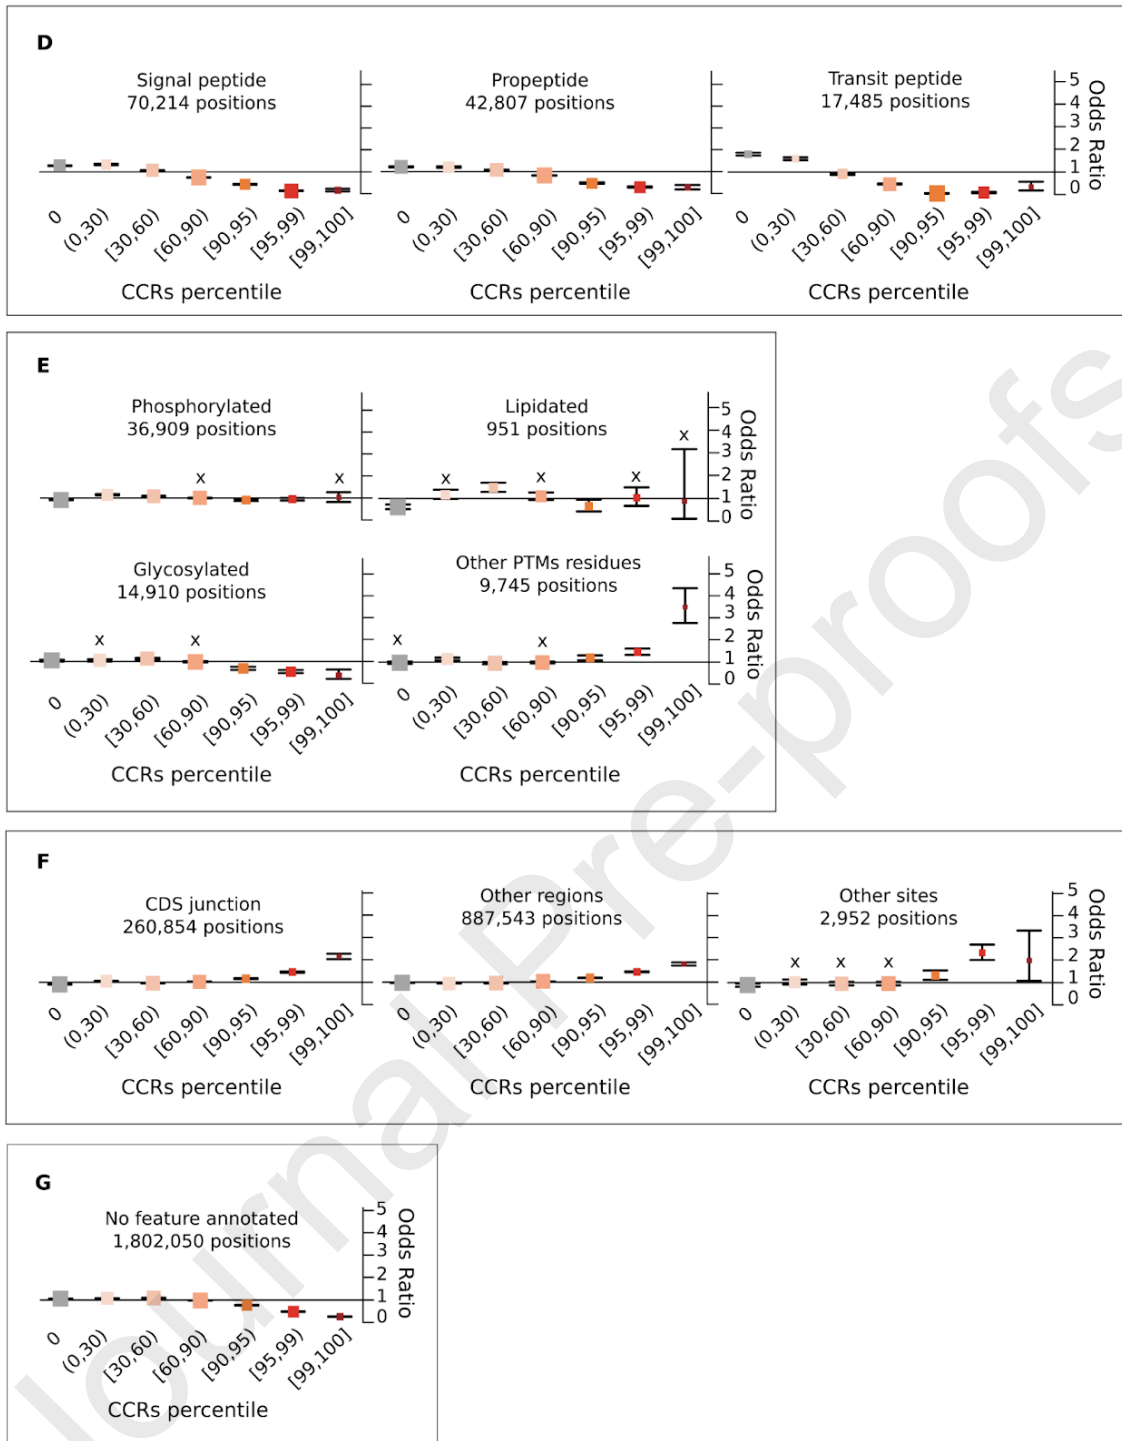 D
Signal peptide
70,214 positions
Propeptide
42,807 positions
Transit peptide
17,485 positions
5
4
3
2
1
0
Odds Ratio
0
(0,30)
[30,60)
[60,90)
[90,95)
[95,99)
[99,100]
0
(0,30)
[30,60)
[60,90)
[90,95)
[95,99)
[99,100]
0
(0,30)
[30,60)
[60,90)
[90,95)
[95,99)
[99,100]
CCRs percentile
CCRs percentile
CCRs percentile
E
Phosphorylated
36,909 positions
x
x
Lipidated
951 positions
x
x
x
x
5
4
3
2
1
0
Odds Ratio
Glycosylated
14,910 positions
x
x
Other PTMs residues
9,745 positions
x
x
5
4
3
2
1
0
Odds Ratio
0
(0,30)
[30,60)
[60,90)
[90,95)
[95,99)
[99,100]
0
(0,30)
[30,60)
[60,90)
[90,95)
[95,99)
[99,100]
CCRs percentile
CCRs percentile
F
CDS junction
260,854 positions
Other regions
887,543 positions
Other sites
2,952 positions
x
x
x
5
4
3
2
1
0
Odds Ratio
0
(0,30)
[30,60)
[60,90)
[90,95)
[95,99)
[99,100]
0
(0,30)
[30,60)
[60,90)
[90,95)
[95,99)
[99,100]
0
(0,30)
[30,60)
[60,90)
[90,95)
[95,99)
[99,100]
CCRs percentile
CCRs percentile
CCRs percentile
G
No feature annotated
1,802,050 positions
5
4
3
2
1
0
Odds Ratio
0
(0,30)
[30,60)
[60,90)
[90,95)
[95,99)
[99,100]
CCRs percentile
Journal Pre-proofs